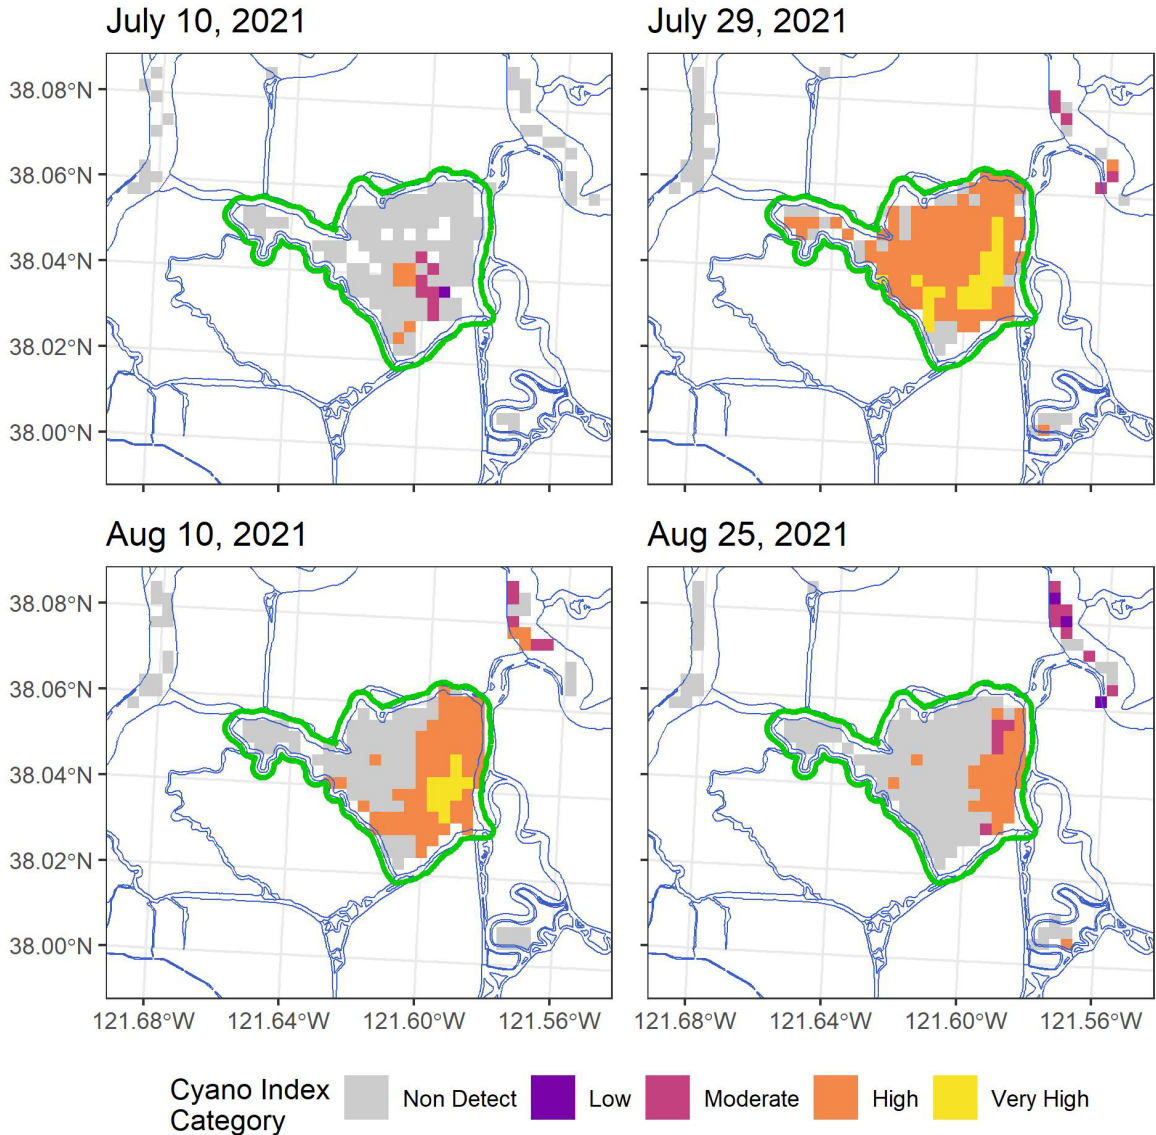 July 10, 2021
July 29, 2021
38.08°N
38.06°N
38.04°N
38.02°N
38.00°N
Aug 10, 2021
Aug 25, 2021
38.08°N
38.06°N
38.04°N
38.02°N
38.00°N
121.68°W 121.64°W 121.60°W 121.56°W 121.68°W 121.64°W 121.60°W 121.56°W
Cyano Index
Category
Non Detect Low Moderate High Very High